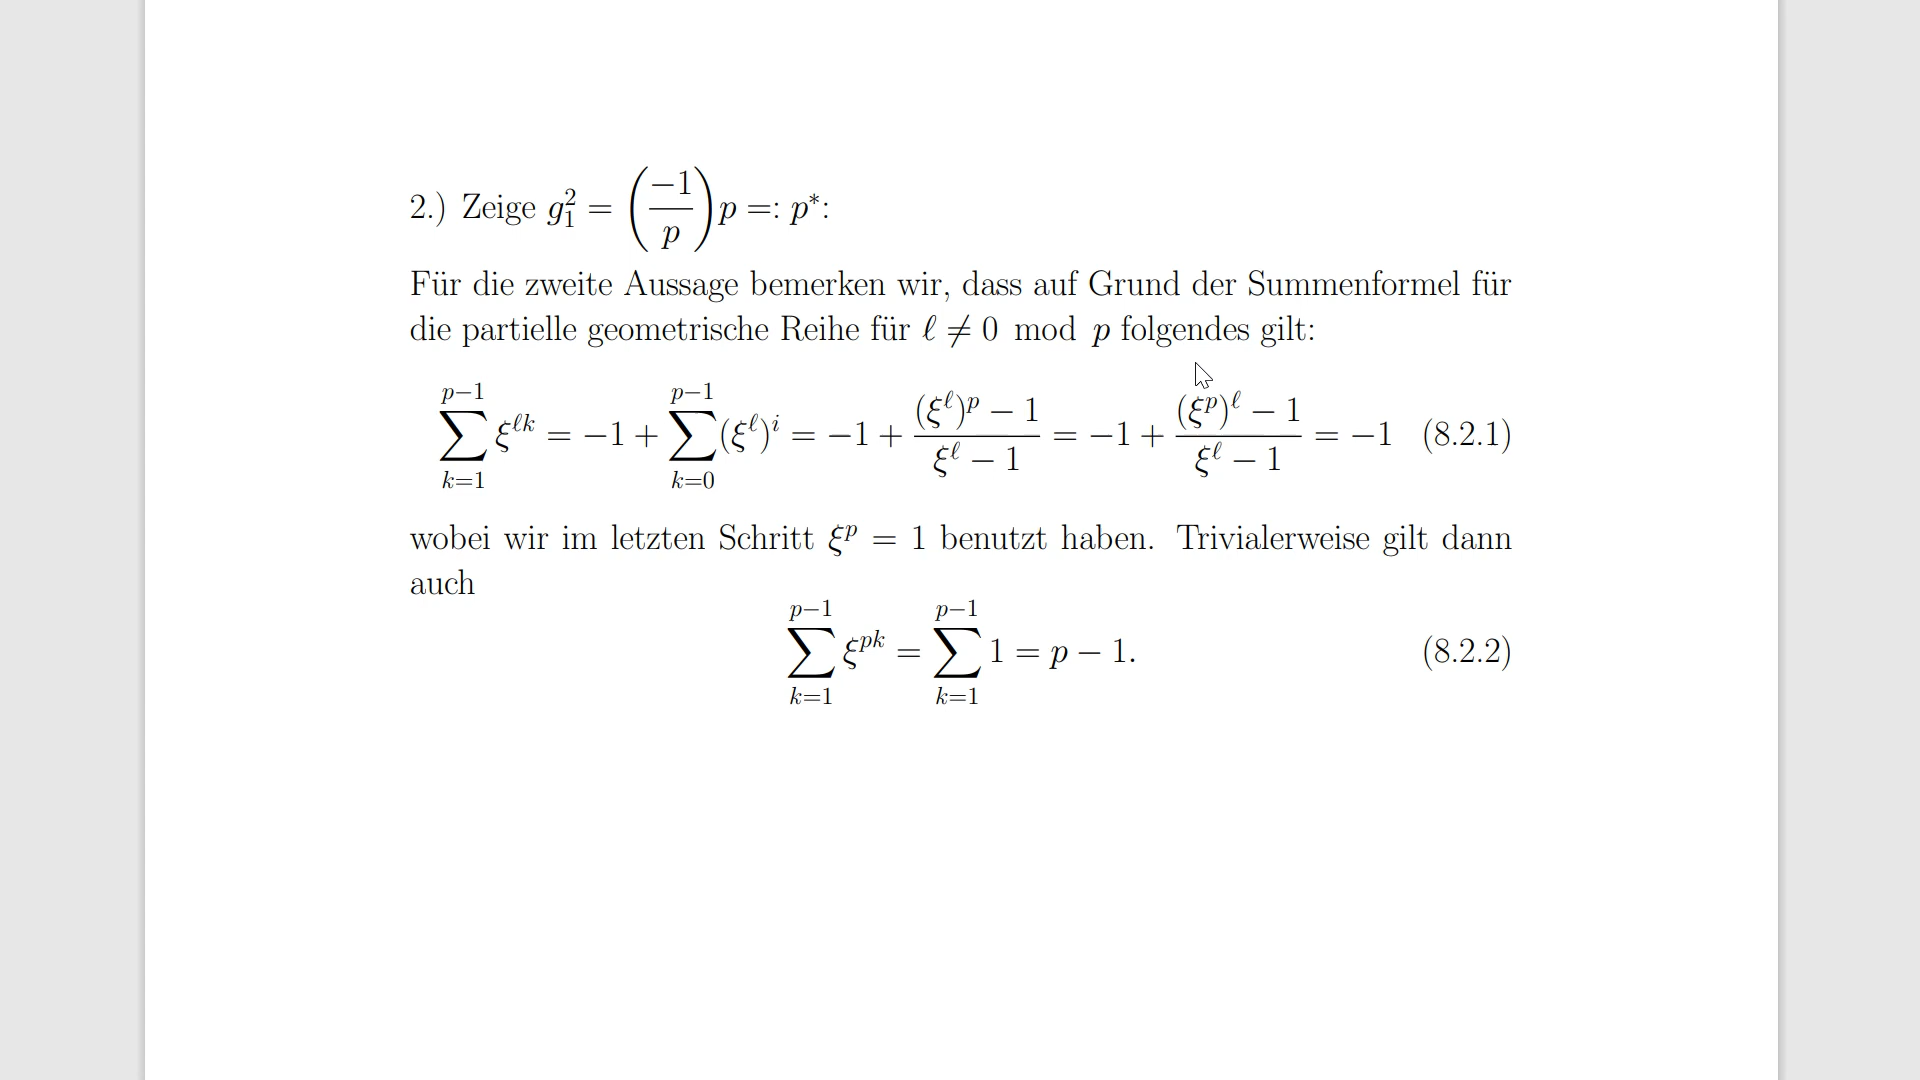 2.) Zeige $g_1^2 = \left(\frac{-1}{p}\right) p =: p^*$:
Für die zweite Aussage bemerken wir, dass auf Grund der Summenformel für
die partielle geometrische Reihe für $\ell \neq 0 \mod p$ folgendes gilt:
$\sum_{k=1}^{p-1} \xi^{\ell k} = -1 + \sum_{k=0}^{p-1} (\xi^\ell)^i = -1 + \frac{(\xi^\ell)^p - 1}{\xi^\ell - 1} = -1 + \frac{(\xi^p)^\ell - 1}{\xi^\ell - 1} = -1$ (8.2.1)
wobei wir im letzten Schritt $\xi^p = 1$ benutzt haben. Trivialerweise gilt dann
auch
$\sum_{k=1}^{p-1} \xi^{pk} = \sum_{k=1}^{p-1} 1 = p - 1.$ (8.2.2)